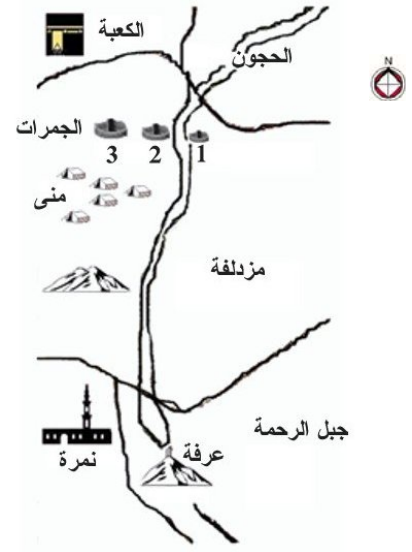 الكعبة
الحجون
N
الجمرات
3 2 1
منى
مزدلفة
جبل الرحمة
عرفة
نمرة